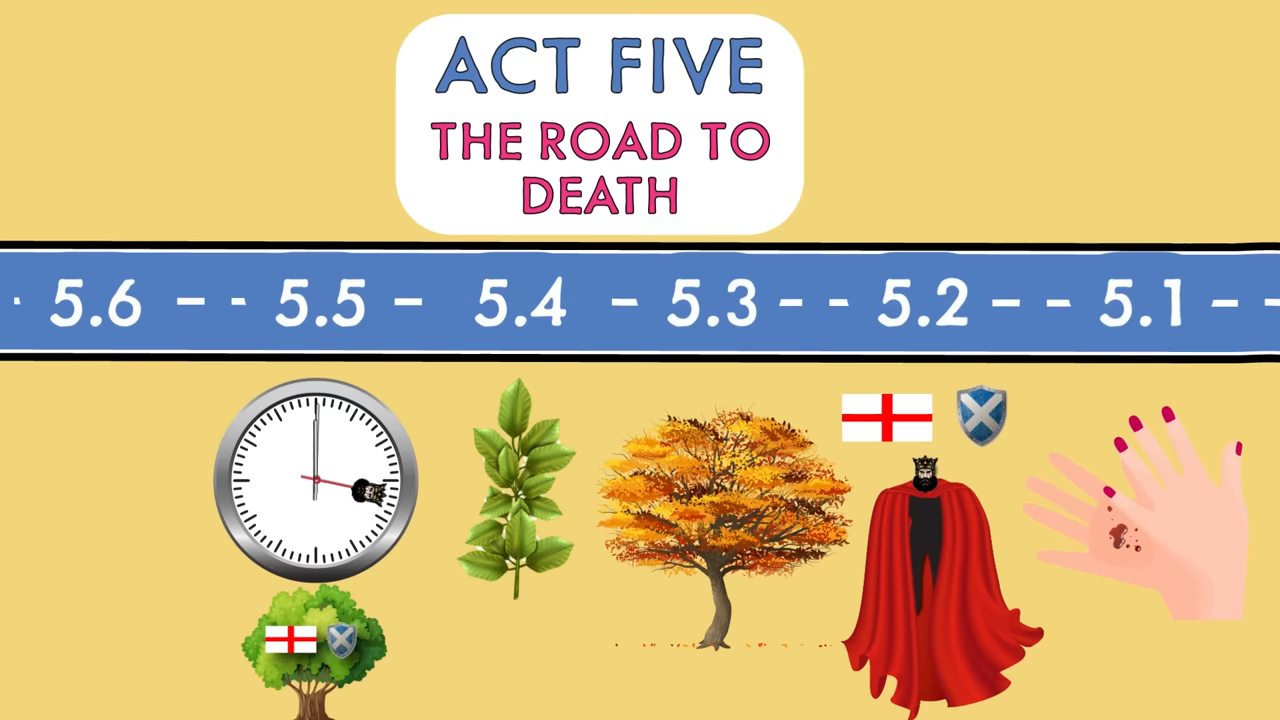 ACT FIVE
THE ROAD TO
DEATH
5.6 -- 5.5 - 5.4 - 5.3 -- 5.2 -- 5.1 --